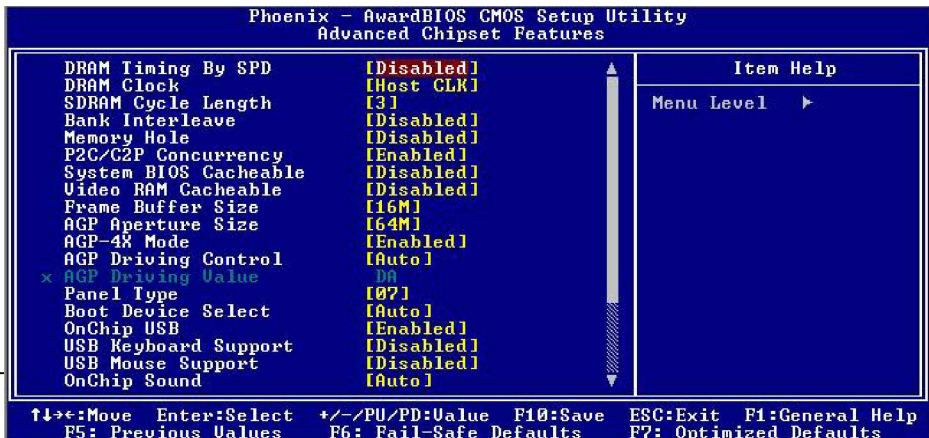 Phoenix - AwardBIOS CMOS Setup Utility
Advanced Chipset Features
DRAM Timing By SPD [Disabled]
DRAM Clock [Host CLK]
SDRAM Cycle Length [3]
Bank Interleave [Disabled]
Memory Hole [Disabled]
P2C/C2P Concurrency [Enabled]
System BIOS Cacheable [Disabled]
Video RAM Cacheable [Disabled]
Frame Buffer Size [16M]
AGP Aperture Size [64M]
AGP-4X Mode [Enabled]
AGP Driving Control [Auto]
x AGP Driving Value DA
Panel Type [07]
Boot Device Select [Auto]
OnChip USB [Enabled]
USB Keyboard Support [Disabled]
USB Mouse Support [Disabled]
OnChip Sound [Auto]
Item Help
Menu Level ►
↑↓→←:Move Enter:Select +/-/PU/PD:Value F10:Save ESC:Exit F1:General Help
F5: Previous Values F6: Fail-Safe Defaults F7: Optimized Defaults